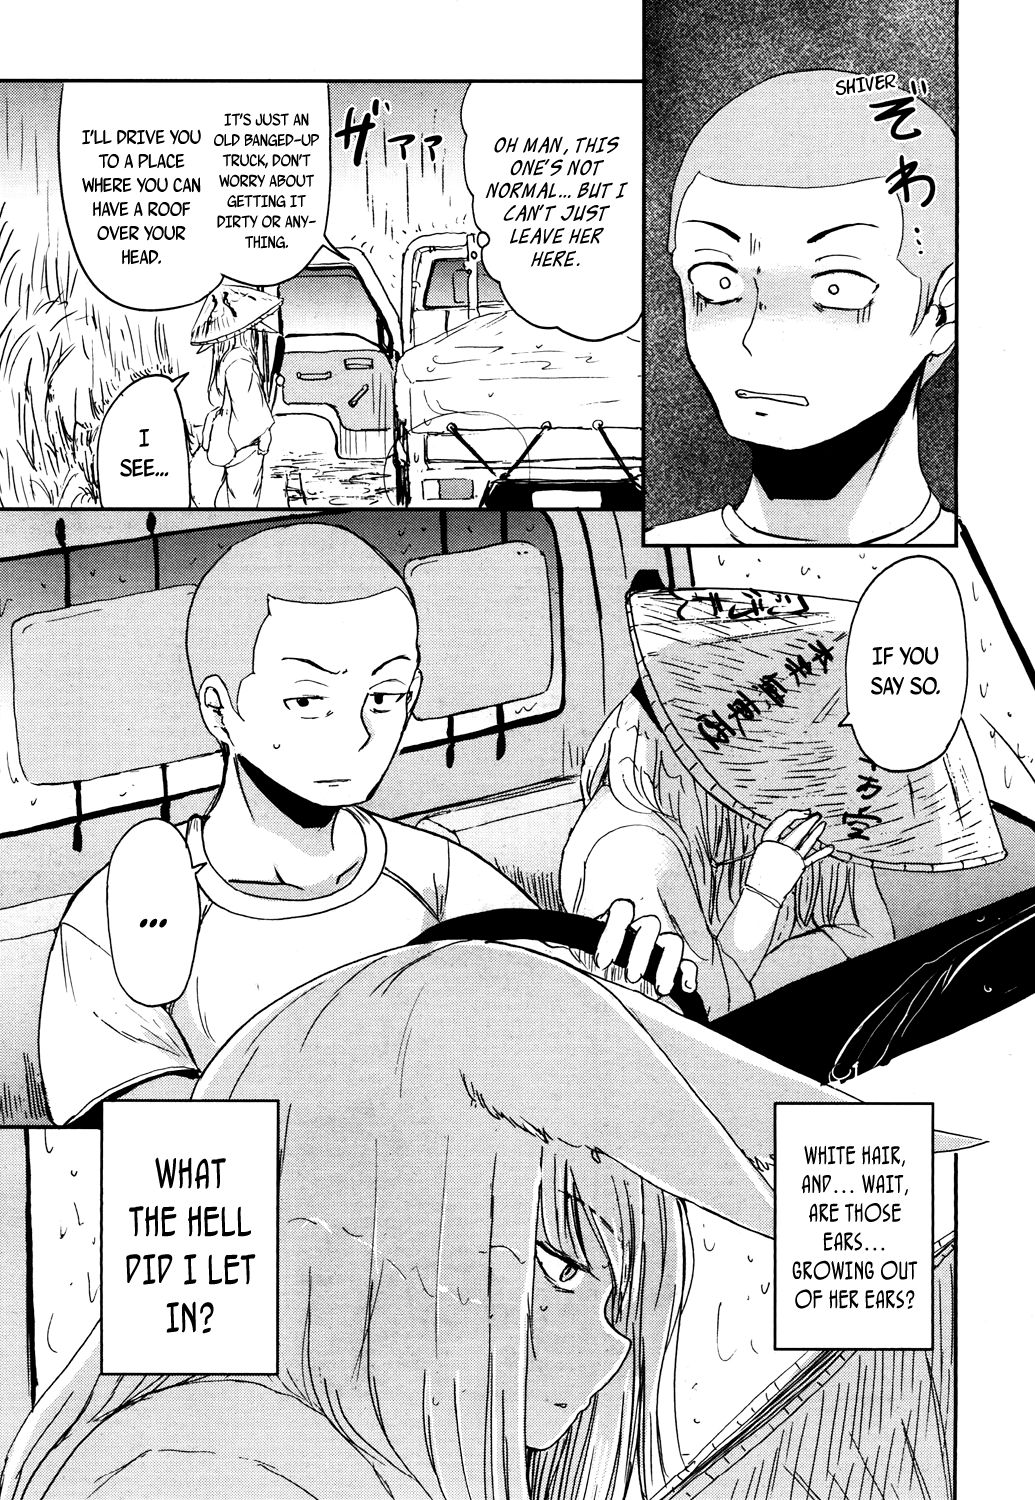 SHIVER
ぞ
わ
...
OH MAN, THIS
ONE'S NOT
NORMAL... BUT I
CAN'T JUST
LEAVE HER
HERE.
ザァァァ
IT'S JUST AN
OLD BANGED-UP
TRUCK, DON'T
WORRY ABOUT
GETTING IT
DIRTY OR ANY-
THING.
I'LL DRIVE YOU
TO A PLACE
WHERE YOU CAN
HAVE A ROOF
OVER YOUR
HEAD.
I
SEE...
IF YOU
SAY SO.
...
WHITE HAIR,
AND... WAIT,
ARE THOSE
EARS...
GROWING OUT
OF HER EARS?
WHAT
THE HELL
DID I LET
IN?